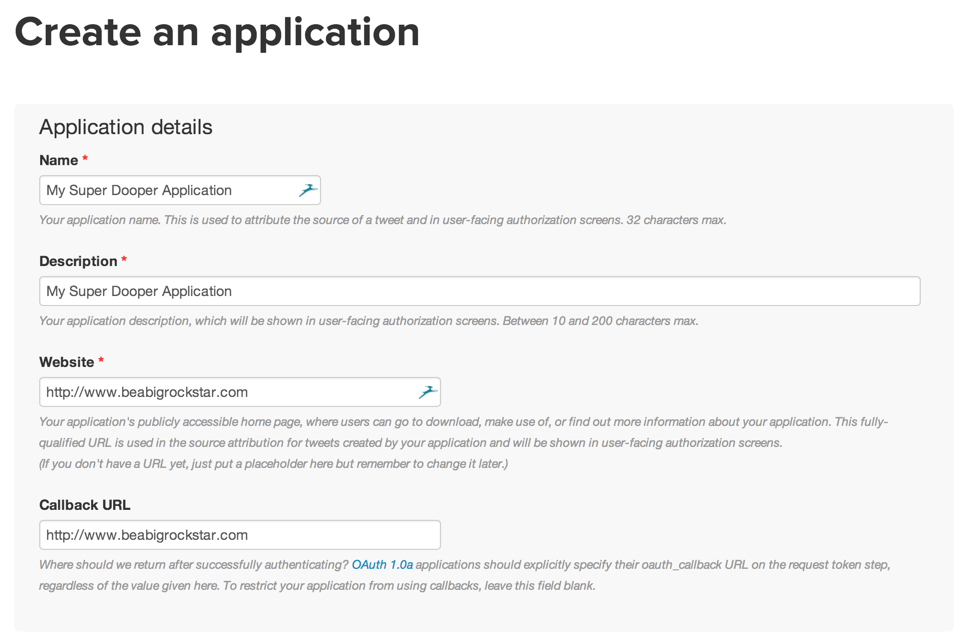 Create an application
Application details
Name *
My Super Dooper Application
Your application name. This is used to attribute the source of a tweet and in user-facing authorization screens. 32 characters max.
Description *
My Super Dooper Application
Your application description, which will be shown in user-facing authorization screens. Between 10 and 200 characters max.
Website *
http://www.beabigrockstar.com
Your application's publicly accessible home page, where users can go to download, make use of, or find out more information about your application. This fully-
qualified URL is used in the source attribution for tweets created by your application and will be shown in user-facing authorization screens.
(If you don't have a URL yet, just put a placeholder here but remember to change it later.)
Callback URL
http://www.beabigrockstar.com
Where should we return after successfully authenticating? OAuth 1.0a applications should explicitly specify their oauth_callback URL on the request token step,
regardless of the value given here. To restrict your application from using callbacks, leave this field blank.